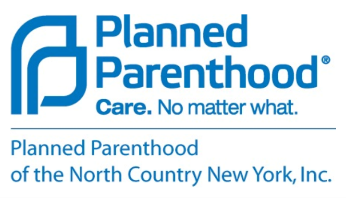 Planned
Parenthood®
Care. No matter what.
Planned Parenthood
of the North Country New York, Inc.